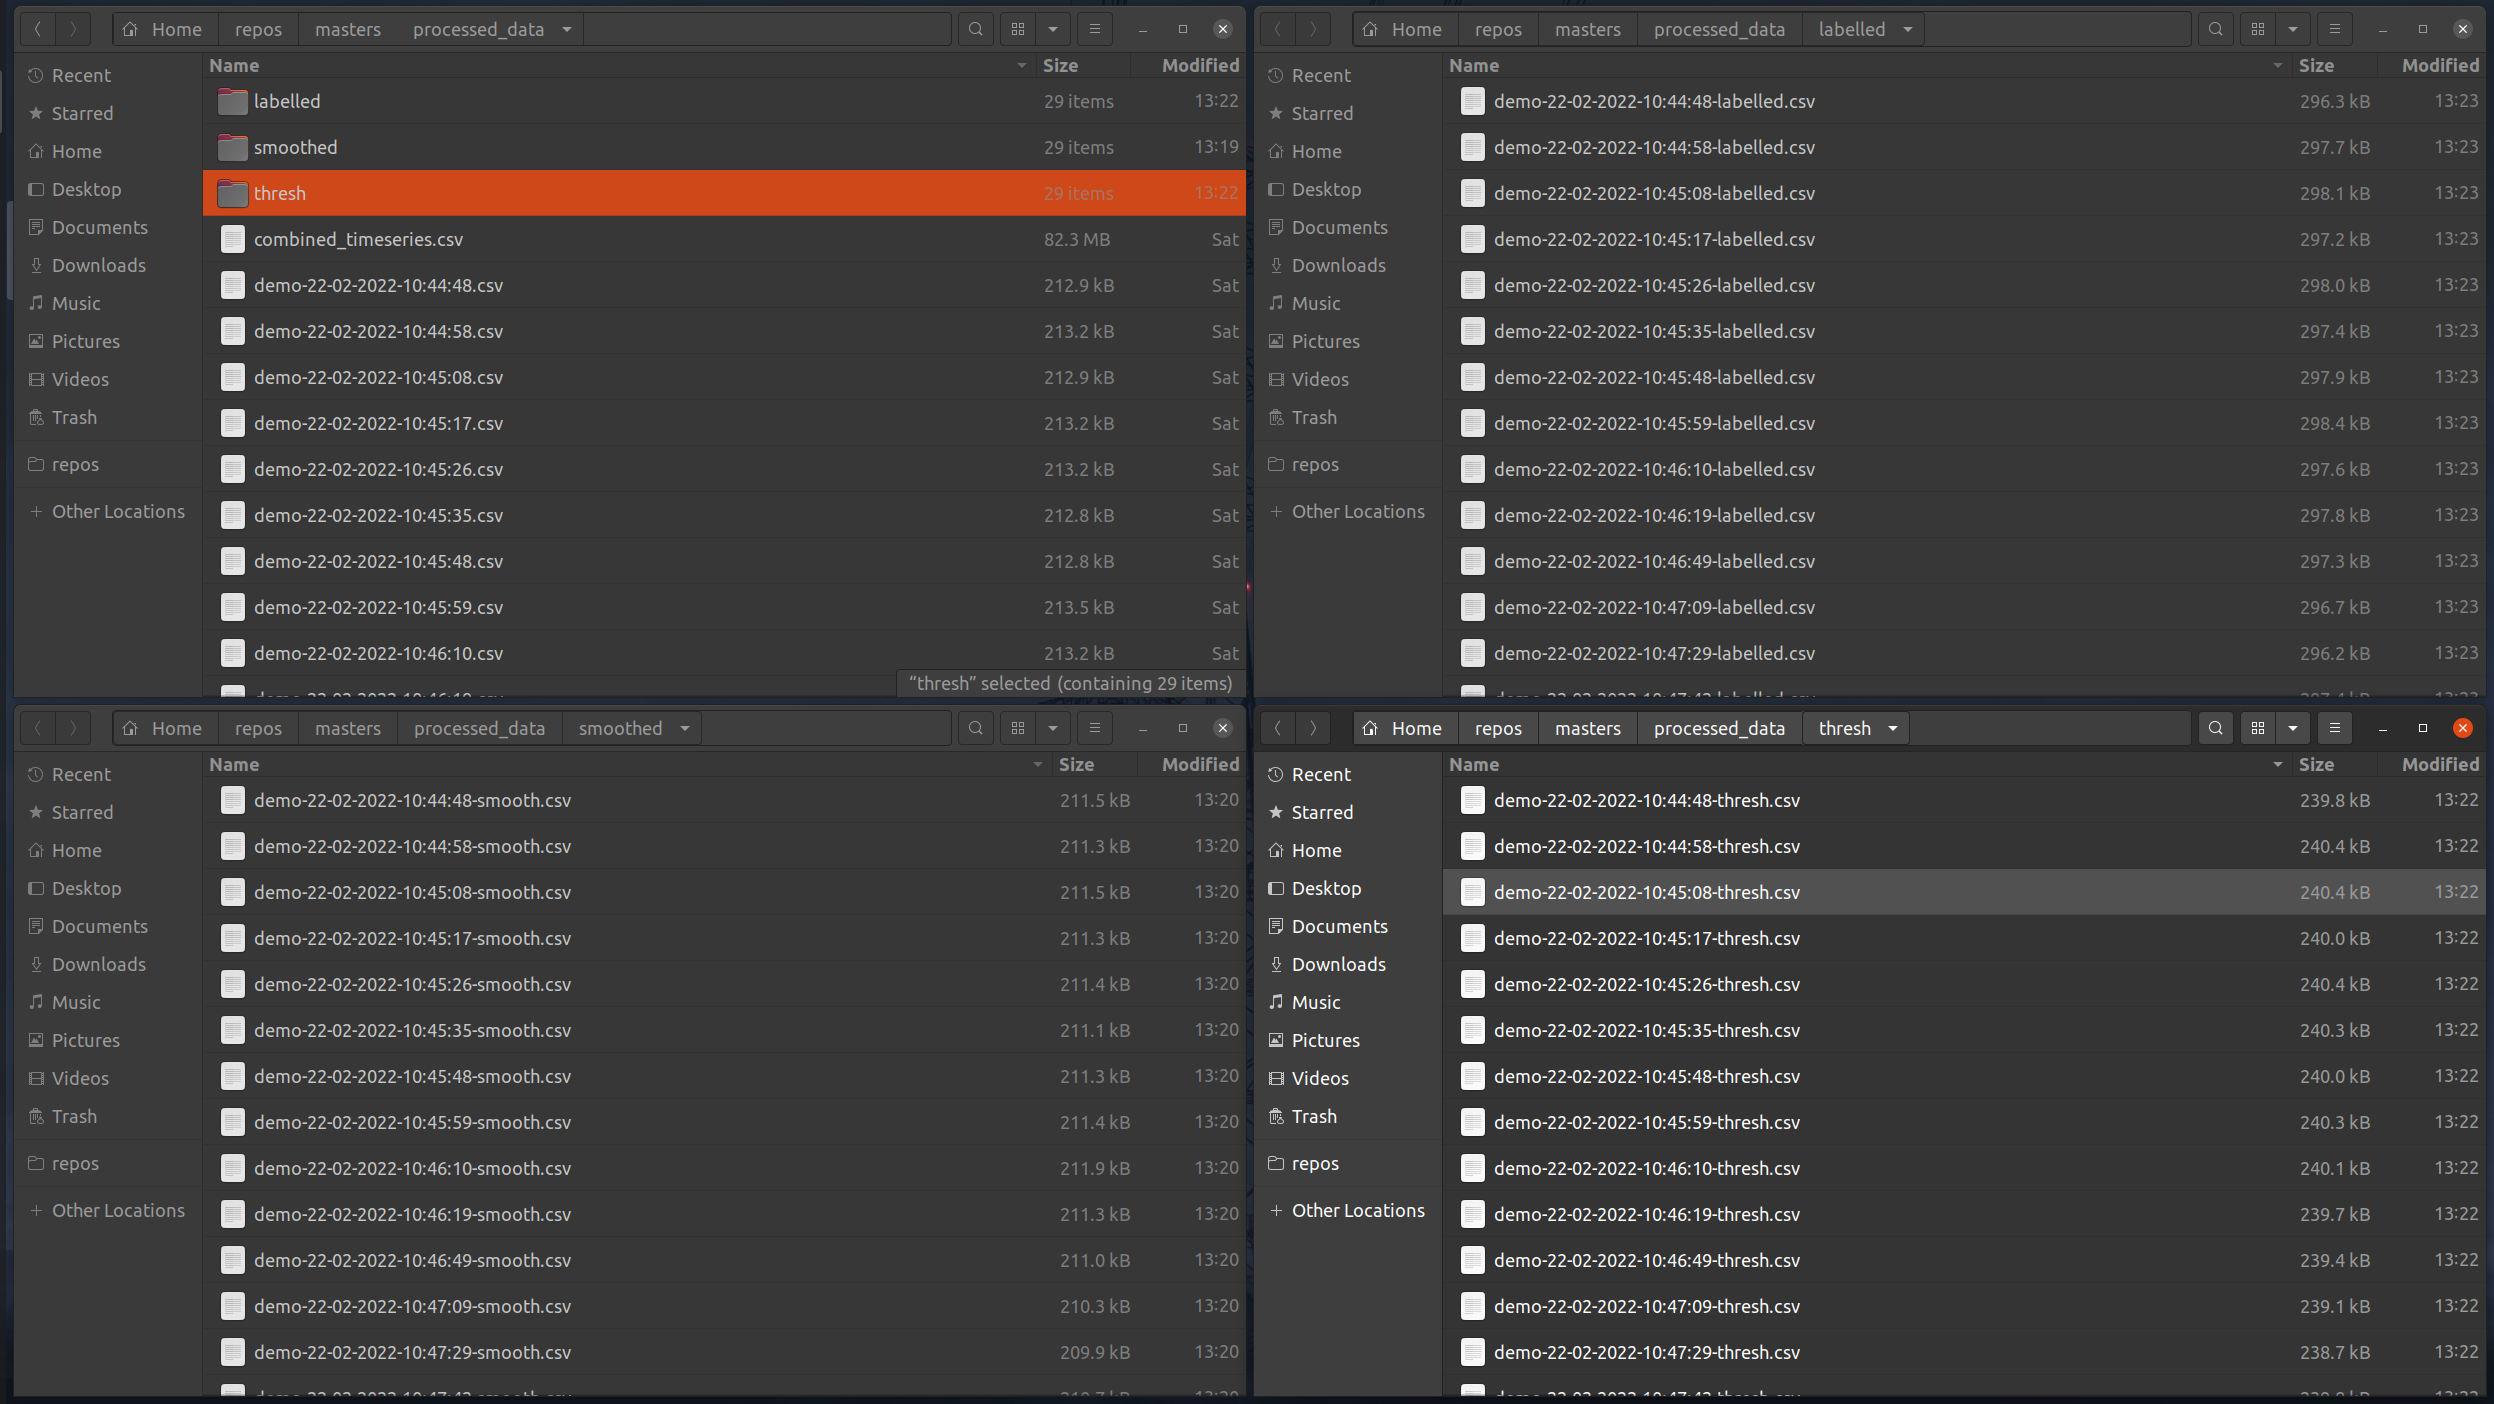 Home repos masters processed_data
Name Size Modified
Recent
Starred
Home
Desktop
Documents
Downloads
Music
Pictures
Videos
Trash
repos
Other Locations
labelled 29 items 13:22
smoothed 29 items 13:19
thresh 29 items 13:22
combined_timeseries.csv 82.3 MB Sat
demo-22-02-2022-10:44:48.csv 212.9 kB Sat
demo-22-02-2022-10:44:58.csv 213.2 kB Sat
demo-22-02-2022-10:45:08.csv 212.9 kB Sat
demo-22-02-2022-10:45:17.csv 213.2 kB Sat
demo-22-02-2022-10:45:26.csv 213.2 kB Sat
demo-22-02-2022-10:45:35.csv 212.8 kB Sat
demo-22-02-2022-10:45:48.csv 212.8 kB Sat
demo-22-02-2022-10:45:59.csv 213.5 kB Sat
demo-22-02-2022-10:46:10.csv 213.2 kB Sat
“thresh” selected (containing 29 items)
Home repos masters processed_data labelled
Name Size Modified
Recent
Starred
Home
Desktop
Documents
Downloads
Music
Pictures
Videos
Trash
repos
Other Locations
demo-22-02-2022-10:44:48-labelled.csv 296.3 kB 13:23
demo-22-02-2022-10:44:58-labelled.csv 297.7 kB 13:23
demo-22-02-2022-10:45:08-labelled.csv 298.1 kB 13:23
demo-22-02-2022-10:45:17-labelled.csv 297.2 kB 13:23
demo-22-02-2022-10:45:26-labelled.csv 298.0 kB 13:23
demo-22-02-2022-10:45:35-labelled.csv 297.4 kB 13:23
demo-22-02-2022-10:45:48-labelled.csv 297.9 kB 13:23
demo-22-02-2022-10:45:59-labelled.csv 298.4 kB 13:23
demo-22-02-2022-10:46:10-labelled.csv 297.6 kB 13:23
demo-22-02-2022-10:46:19-labelled.csv 297.8 kB 13:23
demo-22-02-2022-10:46:49-labelled.csv 297.3 kB 13:23
demo-22-02-2022-10:47:09-labelled.csv 296.7 kB 13:23
demo-22-02-2022-10:47:29-labelled.csv 296.2 kB 13:23
Home repos masters processed_data smoothed
Name Size Modified
Recent
Starred
Home
Desktop
Documents
Downloads
Music
Pictures
Videos
Trash
repos
Other Locations
demo-22-02-2022-10:44:48-smooth.csv 211.5 kB 13:20
demo-22-02-2022-10:44:58-smooth.csv 211.3 kB 13:20
demo-22-02-2022-10:45:08-smooth.csv 211.5 kB 13:20
demo-22-02-2022-10:45:17-smooth.csv 211.3 kB 13:20
demo-22-02-2022-10:45:26-smooth.csv 211.4 kB 13:20
demo-22-02-2022-10:45:35-smooth.csv 211.1 kB 13:20
demo-22-02-2022-10:45:48-smooth.csv 211.3 kB 13:20
demo-22-02-2022-10:45:59-smooth.csv 211.4 kB 13:20
demo-22-02-2022-10:46:10-smooth.csv 211.9 kB 13:20
demo-22-02-2022-10:46:19-smooth.csv 211.3 kB 13:20
demo-22-02-2022-10:46:49-smooth.csv 211.0 kB 13:20
demo-22-02-2022-10:47:09-smooth.csv 210.3 kB 13:20
demo-22-02-2022-10:47:29-smooth.csv 209.9 kB 13:20
Home repos masters processed_data thresh
Name Size Modified
Recent
Starred
Home
Desktop
Documents
Downloads
Music
Pictures
Videos
Trash
repos
Other Locations
demo-22-02-2022-10:44:48-thresh.csv 239.8 kB 13:22
demo-22-02-2022-10:44:58-thresh.csv 240.4 kB 13:22
demo-22-02-2022-10:45:08-thresh.csv 240.4 kB 13:22
demo-22-02-2022-10:45:17-thresh.csv 240.0 kB 13:22
demo-22-02-2022-10:45:26-thresh.csv 240.4 kB 13:22
demo-22-02-2022-10:45:35-thresh.csv 240.3 kB 13:22
demo-22-02-2022-10:45:48-thresh.csv 240.0 kB 13:22
demo-22-02-2022-10:45:59-thresh.csv 240.3 kB 13:22
demo-22-02-2022-10:46:10-thresh.csv 240.1 kB 13:22
demo-22-02-2022-10:46:19-thresh.csv 239.7 kB 13:22
demo-22-02-2022-10:46:49-thresh.csv 239.4 kB 13:22
demo-22-02-2022-10:47:09-thresh.csv 239.1 kB 13:22
demo-22-02-2022-10:47:29-thresh.csv 238.7 kB 13:22